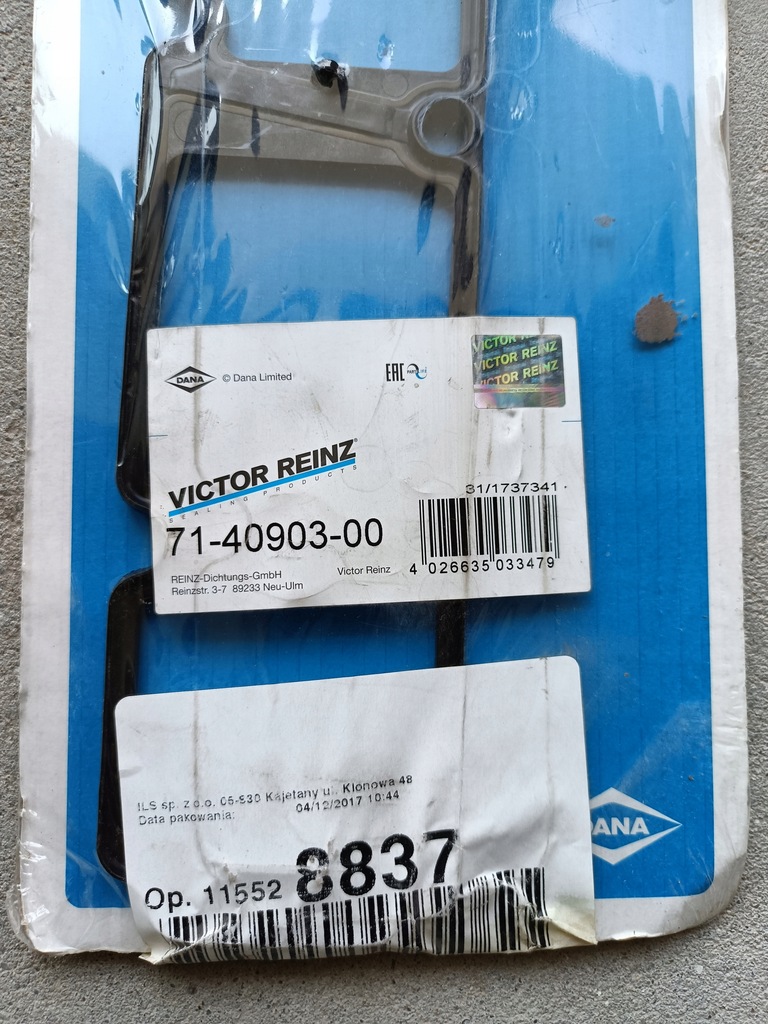 DANA
© Dana Limited
EAC
VICTOR REINZ
VICTOR REINZ
VICTOR REINZ
VICTOR REINZ®
SEALING PRODUCTS
31/1737341
71-40903-00
4 026635 033479
REINZ-Dichtungs-GmbH
Victor Reinz
Reinzstr. 3-7 89233 Neu-Ulm
ILS sp. z o.o. 05-830 Kajetany ul. Klonowa 48
Data pakowania: 04/12/2017 10:44
DANA
Op. 11552 8837